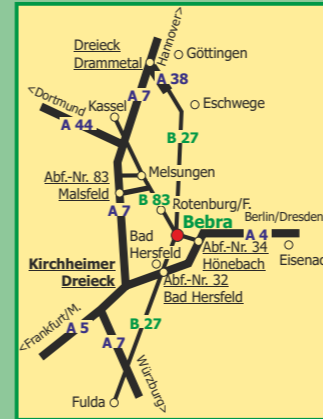 <Hannover>
Dreieck
Drammetal
Göttingen
A 38
<Dortmund
A 7
Eschwege
Kassel
A 44
B 27
Abf.-Nr. 83
Malsfeld
Melsungen
B 83
Rotenburg/F.
A 7
Bebra
Berlin/Dresden
A 4
Bad
Hersfeld
Abf.-Nr. 34
Hönebach
Eisenac
Kirchheimer
Dreieck
Abf.-Nr. 32
Bad Hersfeld
<Frankfurt/M.
A 5
B 27
A 7
Würzburg>
Fulda